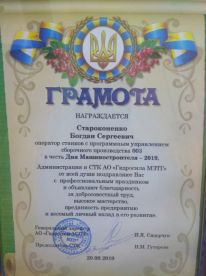 ГРАМОТА
НАГРАЖДАЕТСЯ
Староконенко
Богдан Сергеевич
оператор станков с программным управлением
сборочного производства 003
в честь Дня Машиностроителя – 2019.
Администрация и СТК АО «Гидросила МЗТГ»
от всей души поздравляют Вас
с профессиональным праздником
и объявляют благодарность
за добросовестный труд,
высокое мастерство,
преданность предприятию
и весомый личный вклад в его развитие.
Генеральный
АО «Гидросила МЗТГ»
Председатель СТК
20.09.2019